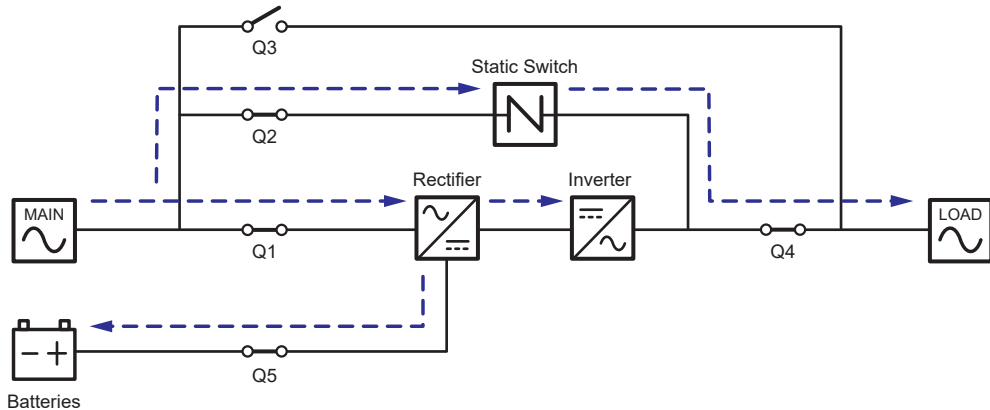 Q3
Static Switch
Q2
Rectifier
Inverter
MAIN
LOAD
Q1
Q4
Q5
Batteries